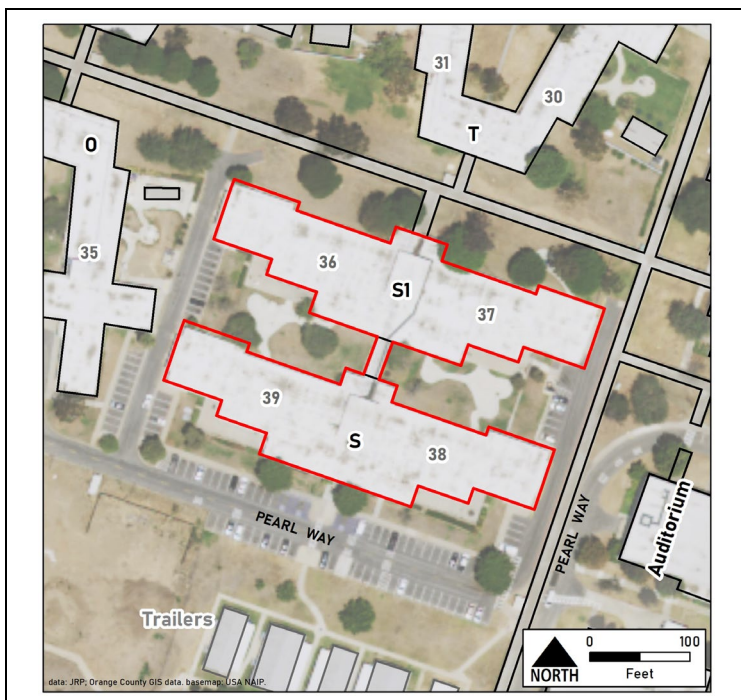 31
30
T
O
35
36
S1
37
39
S
38
PEARL WAY
PEARL WAY
Auditorium
Trailers
0 100
Feet
NORTH
data: JRP; Orange County GIS data. basemap: USA NAIP.